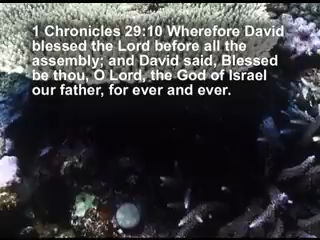 1 Chronicles 29:10 Wherefore David
blessed the Lord before all the
assembly; and David said, Blessed
be thou, O Lord, the God of Israel
our father, for ever and ever.